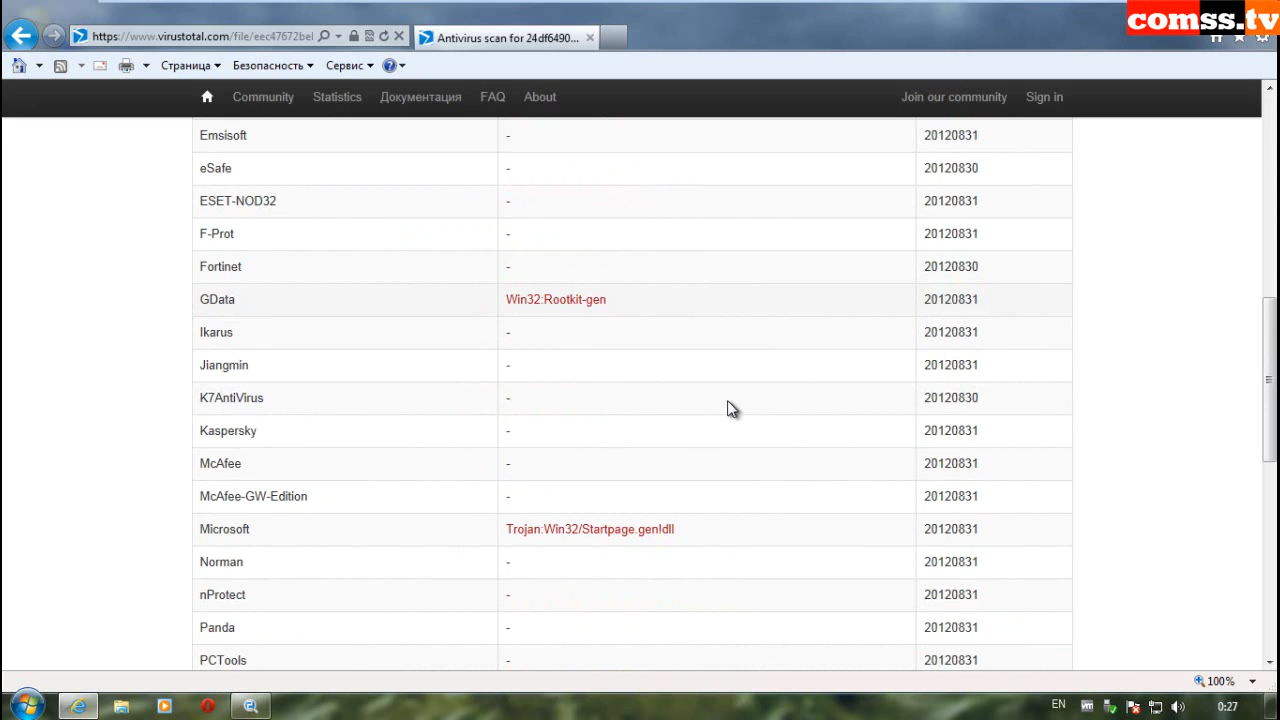 comss.tv
https://www.virustotal.com/file/eec47672bel
Antivirus scan for 24df6490...
Страница Безопасность Сервис
Community Statistics Документация FAQ About Join our community Sign in
Emsisoft - 20120831
eSafe - 20120830
ESET-NOD32 - 20120831
F-Prot - 20120831
Fortinet - 20120830
GData Win32:Rootkit-gen 20120831
Ikarus - 20120831
Jiangmin - 20120831
K7AntiVirus - 20120830
Kaspersky - 20120831
McAfee - 20120831
McAfee-GW-Edition - 20120831
Microsoft Trojan:Win32/Startpage.gen!dll 20120831
Norman - 20120831
nProtect - 20120831
Panda - 20120831
PCTools - 20120831
100%
EN 0:27